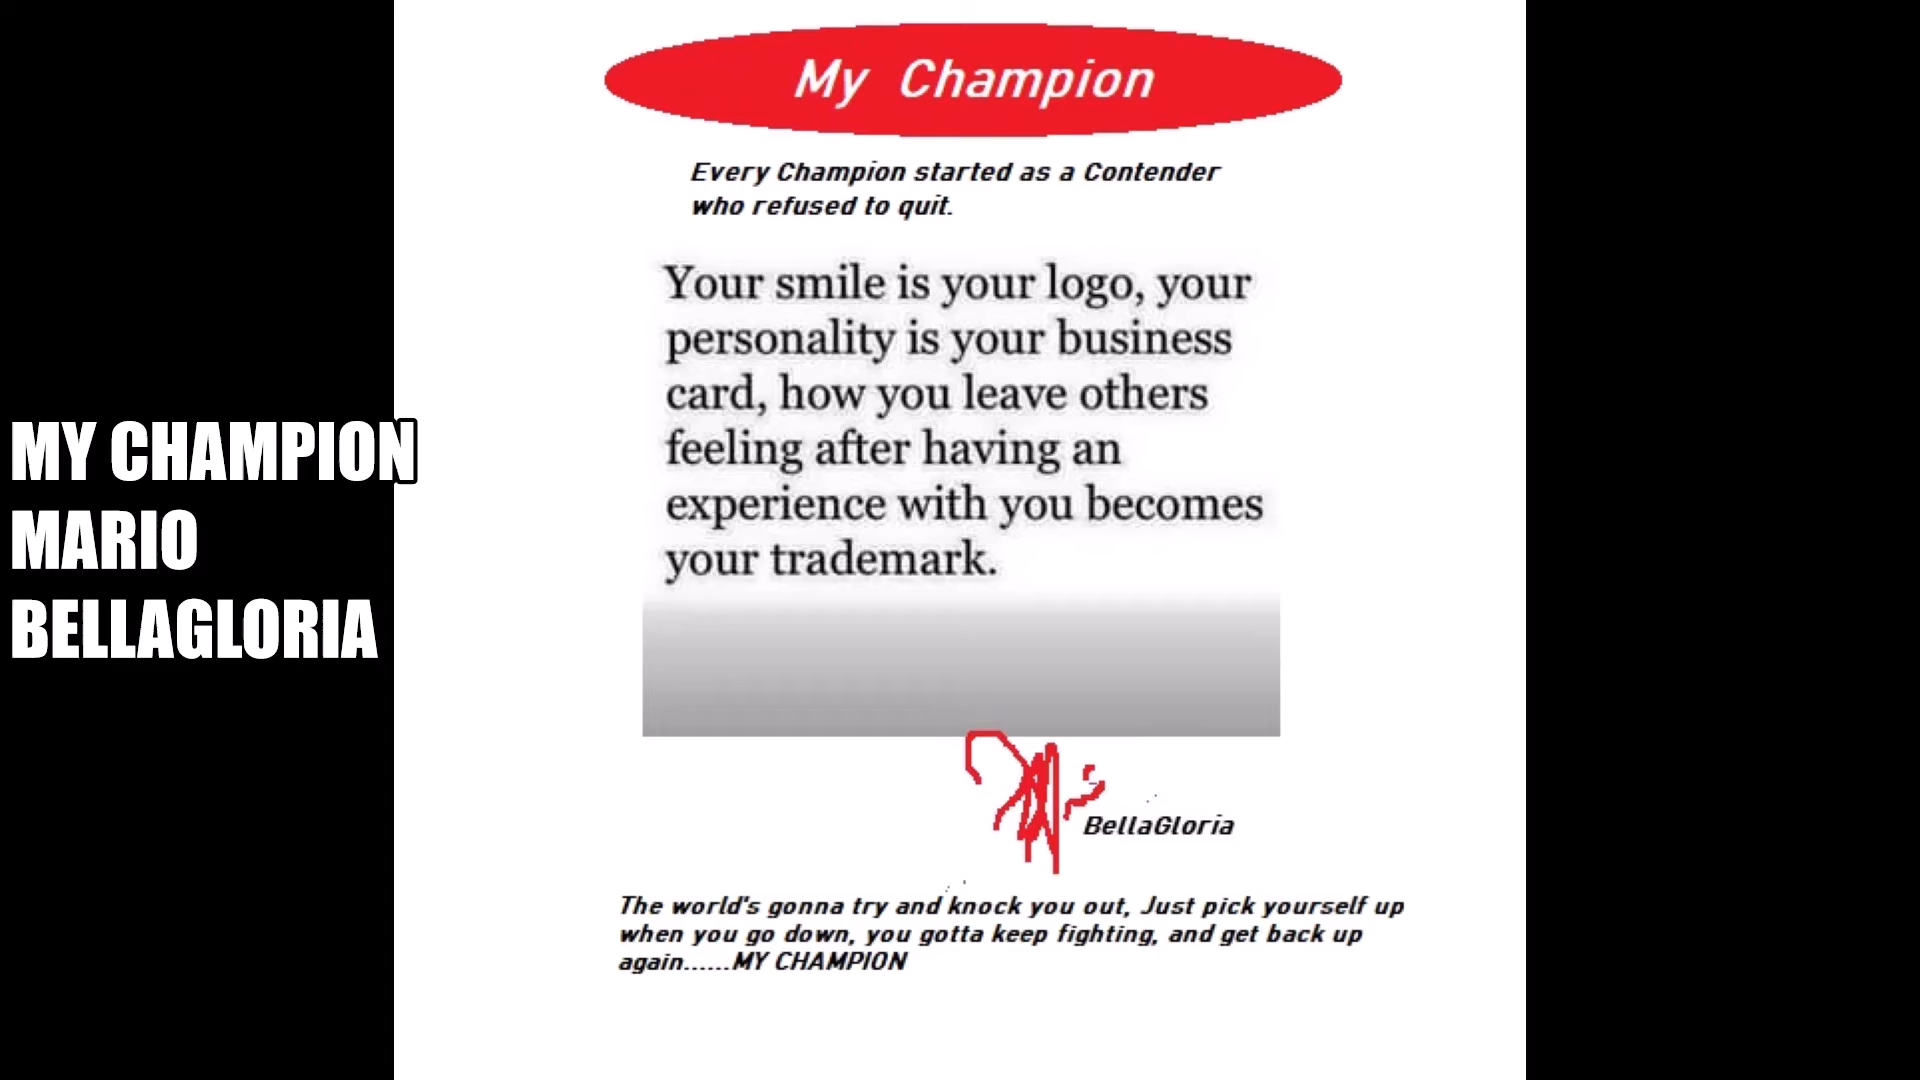 My Champion
Every Champion started as a Contender
who refused to quit.
Your smile is your logo, your
personality is your business
card, how you leave others
feeling after having an
experience with you becomes
your trademark.
MY CHAMPION
MARIO
BELLAGLORIA
BellaGloria
The world's gonna try and knock you out, Just pick yourself up
when you go down, you gotta keep fighting, and get back up
again......MY CHAMPION